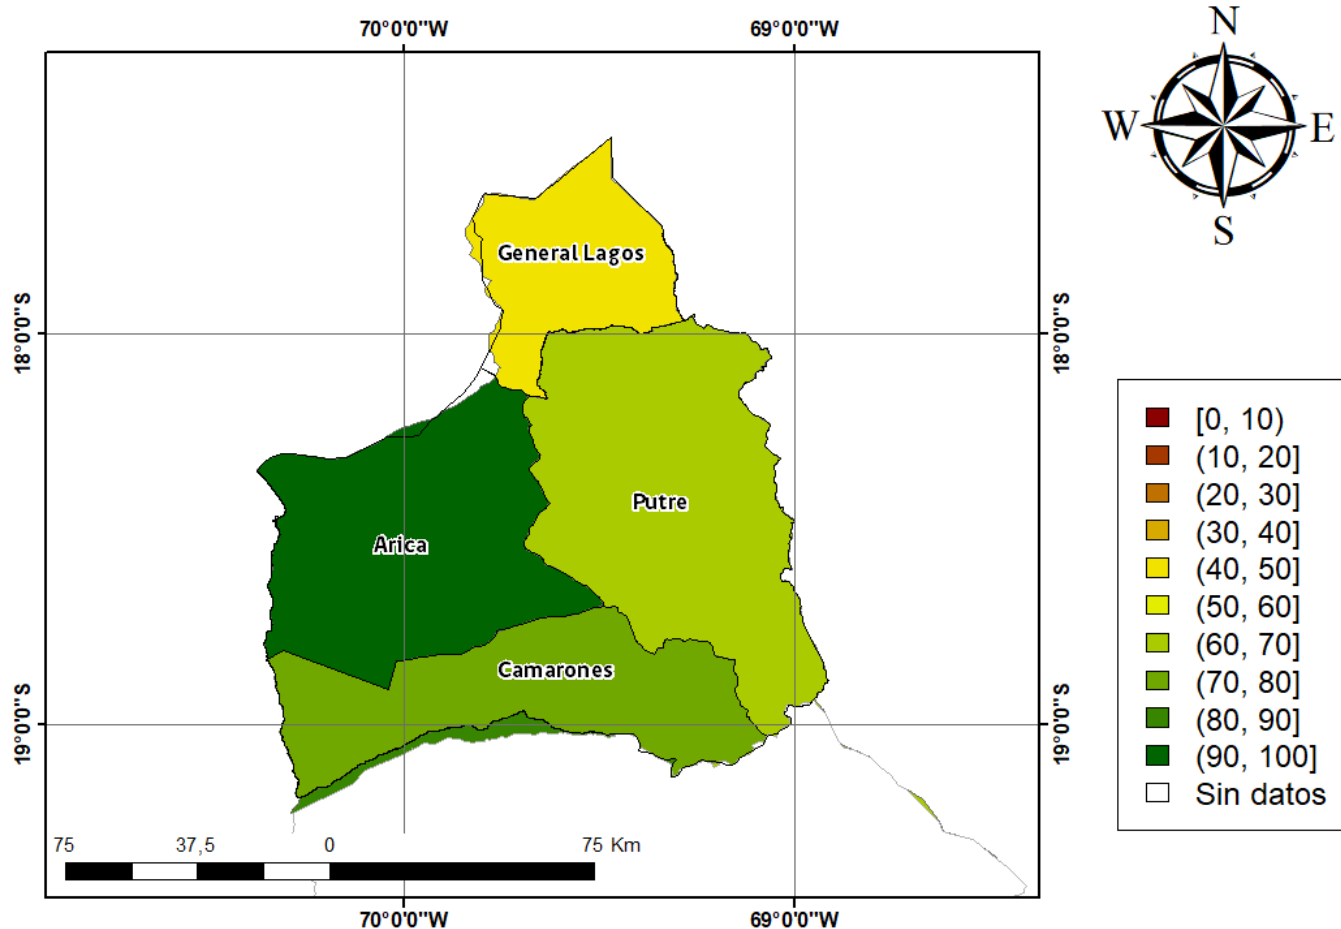 70°0'0"W
69°0'0"W
N
W
E
S
General Lagos
18°0'0"S
18°0'0"S
Putre
Arica
Camarones
19°0'0"S
19°0'0"S
[0, 10)
(10, 20]
(20, 30]
(30, 40]
(40, 50]
(50, 60]
(60, 70]
(70, 80]
(80, 90]
(90, 100]
Sin datos
75 37,5 0 75 Km
70°0'0"W
69°0'0"W